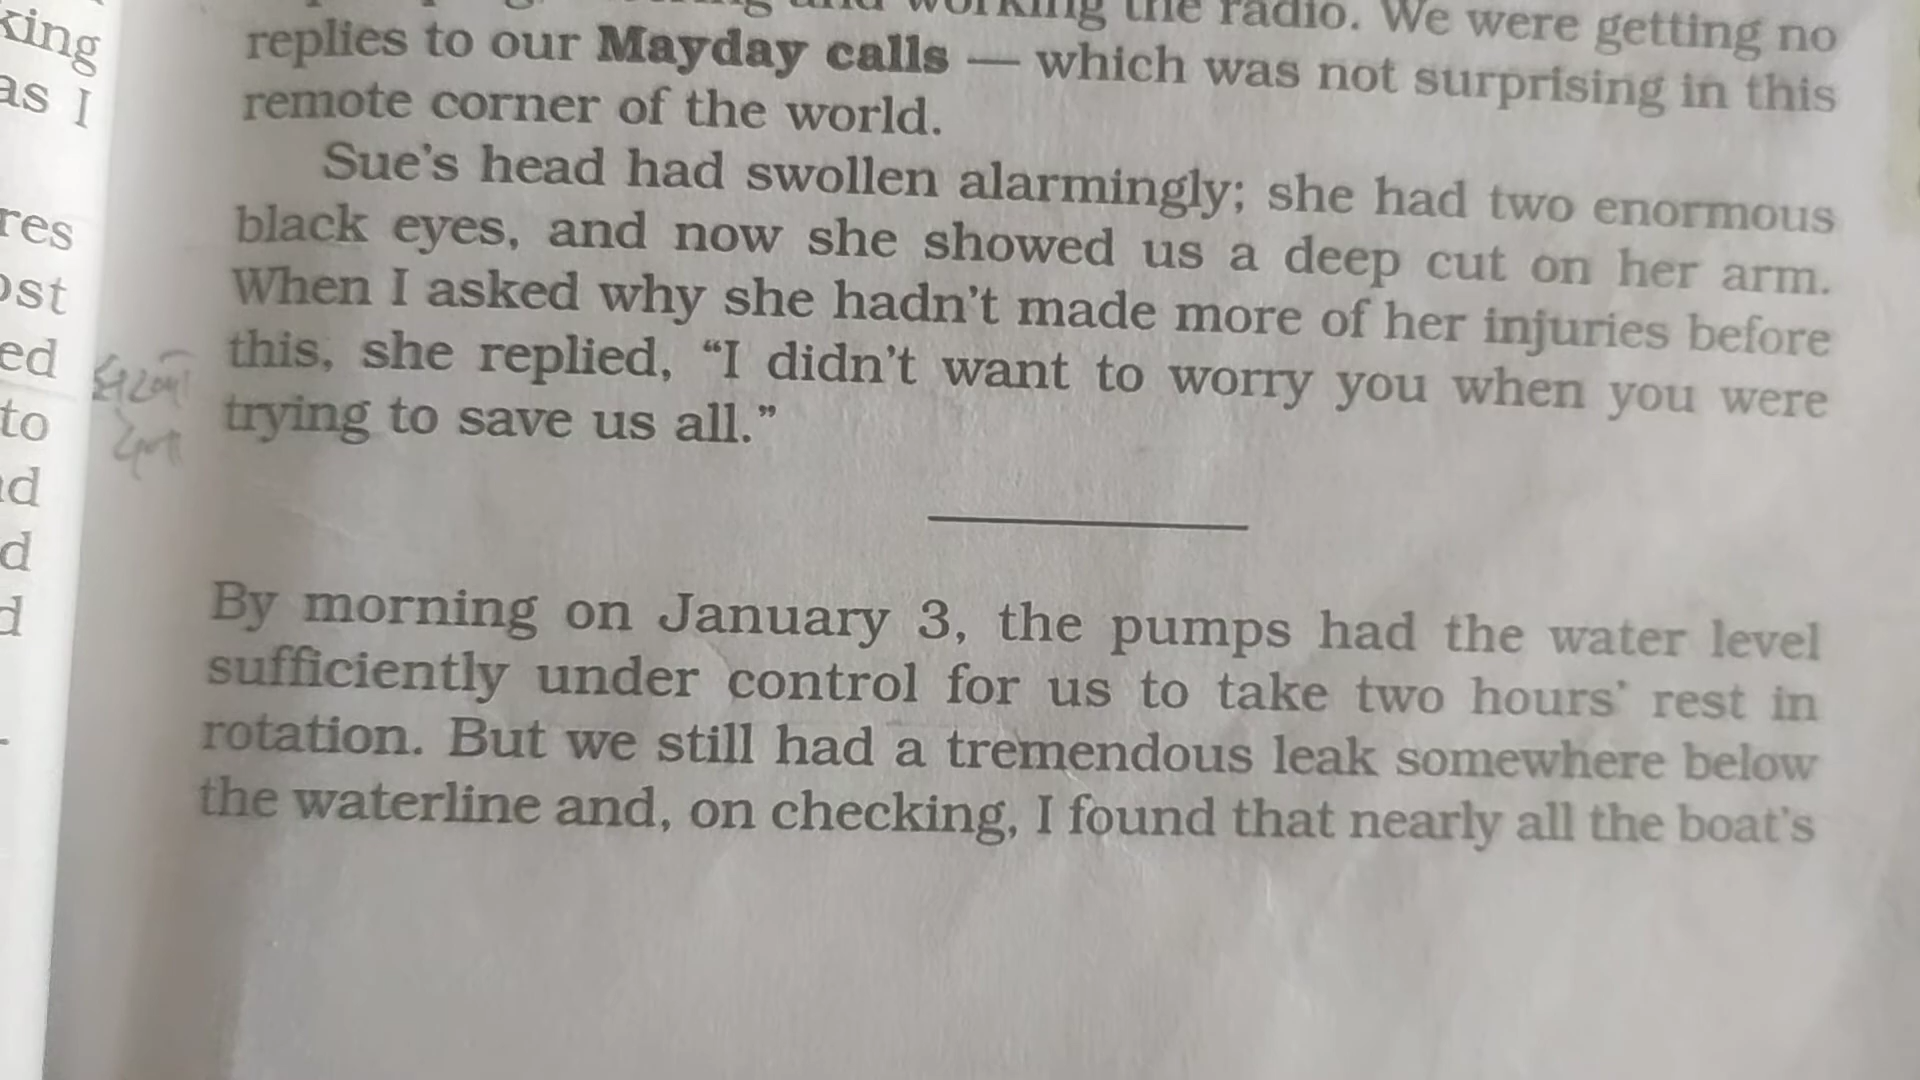 working the radio. We were getting no
replies to our Mayday calls — which was not surprising in this
remote corner of the world.
Sue's head had swollen alarmingly; she had two enormous
black eyes, and now she showed us a deep cut on her arm.
When I asked why she hadn't made more of her injuries before
this, she replied, “I didn't want to worry you when you were
trying to save us all.”
By morning on January 3, the pumps had the water level
sufficiently under control for us to take two hours' rest in
rotation. But we still had a tremendous leak somewhere below
the waterline and, on checking, I found that nearly all the boat's